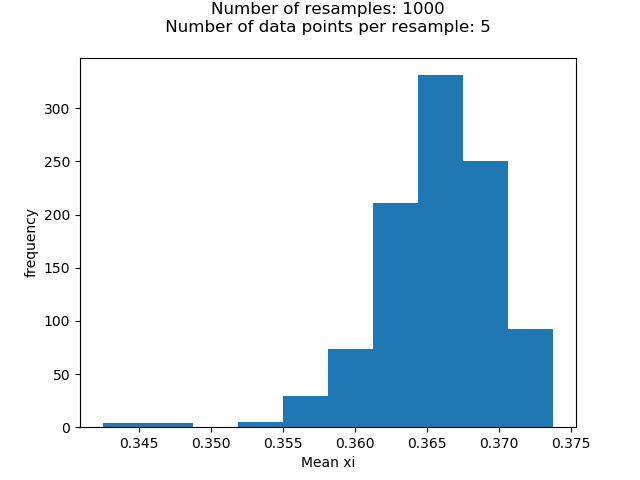 Number of resamples: 1000
Number of data points per resample: 5
300
250
200
150
100
50
0
frequency
0.345 0.350 0.355 0.360 0.365 0.370 0.375
Mean xi